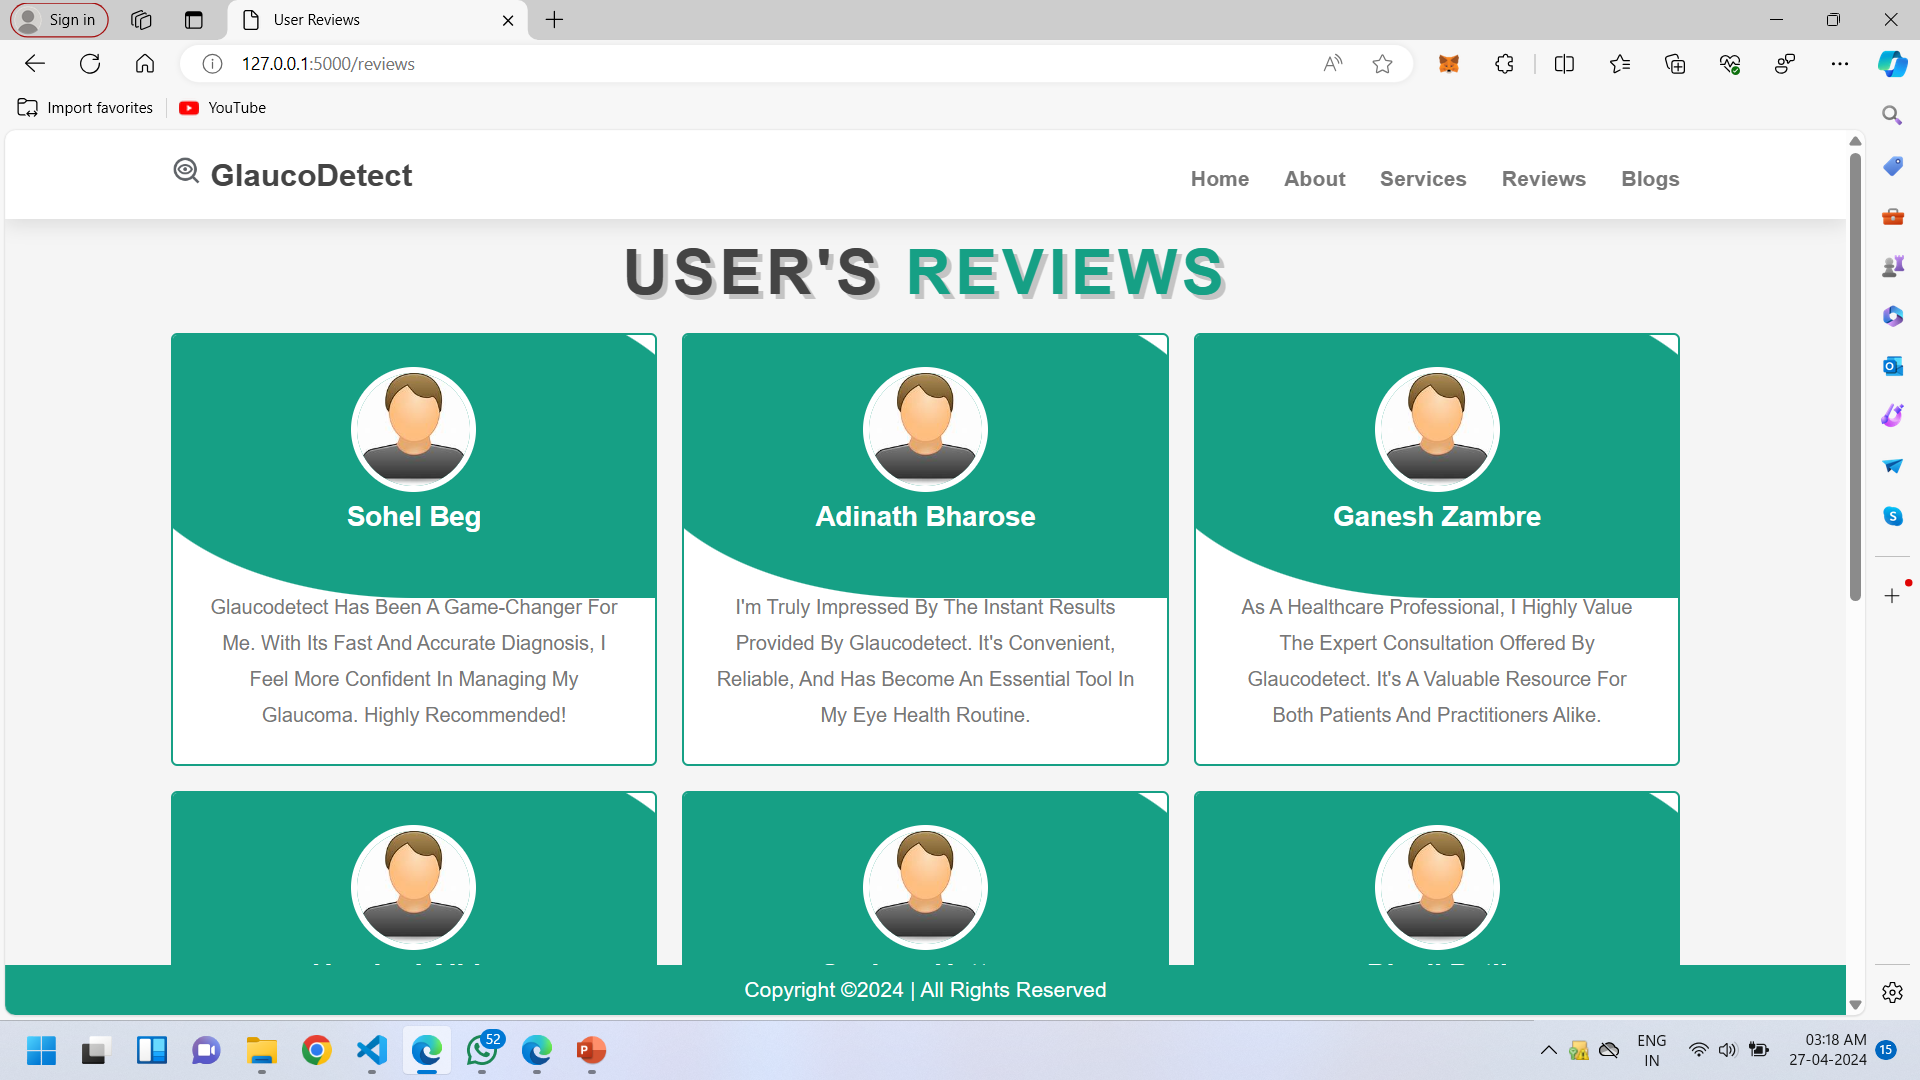 Sign in
User Reviews
127.0.0.1:5000/reviews
Import favorites
YouTube
GlaucoDetect
Home About Services Reviews Blogs
USER'S REVIEWS
Sohel Beg
Glaucodetect Has Been A Game-Changer For
Me. With Its Fast And Accurate Diagnosis, I
Feel More Confident In Managing My
Glaucoma. Highly Recommended!
Adinath Bharose
I'm Truly Impressed By The Instant Results
Provided By Glaucodetect. It's Convenient,
Reliable, And Has Become An Essential Tool In
My Eye Health Routine.
Ganesh Zambre
As A Healthcare Professional, I Highly Value
The Expert Consultation Offered By
Glaucodetect. It's A Valuable Resource For
Both Patients And Practitioners Alike.
Copyright ©2024 | All Rights Reserved
52
ENG
IN
03:18 AM
27-04-2024
15